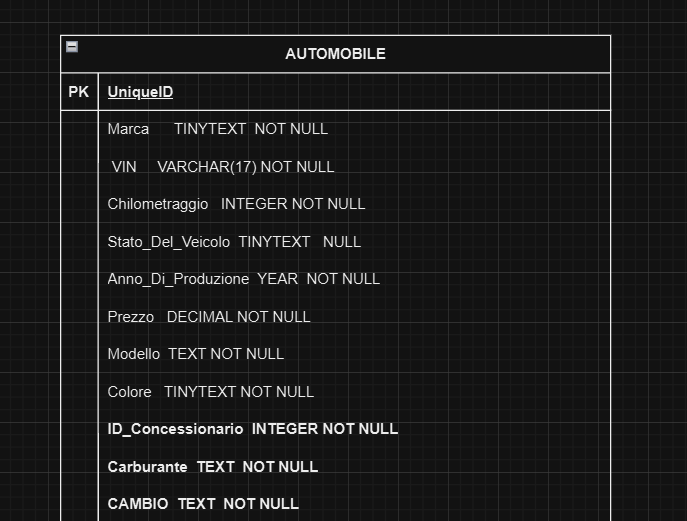 AUTOMOBILE
PK UniqueID
Marca TINYTEXT NOT NULL
VIN VARCHAR(17) NOT NULL
Chilometraggio INTEGER NOT NULL
Stato_Del_Veicolo TINYTEXT NULL
Anno_Di_Produzione YEAR NOT NULL
Prezzo DECIMAL NOT NULL
Modello TEXT NOT NULL
Colore TINYTEXT NOT NULL
ID_Concessionario INTEGER NOT NULL
Carburante TEXT NOT NULL
CAMBIO TEXT NOT NULL